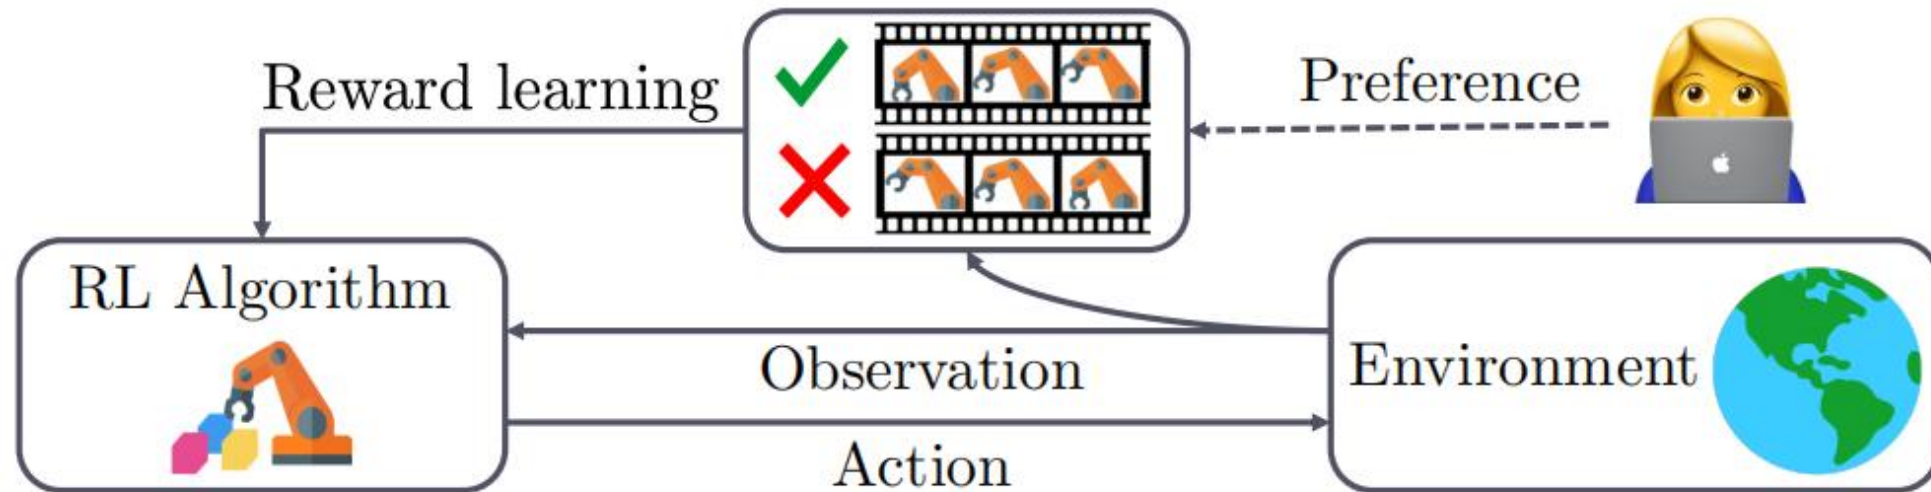 Reward learning
Preference
RL Algorithm
Observation
Environment
Action